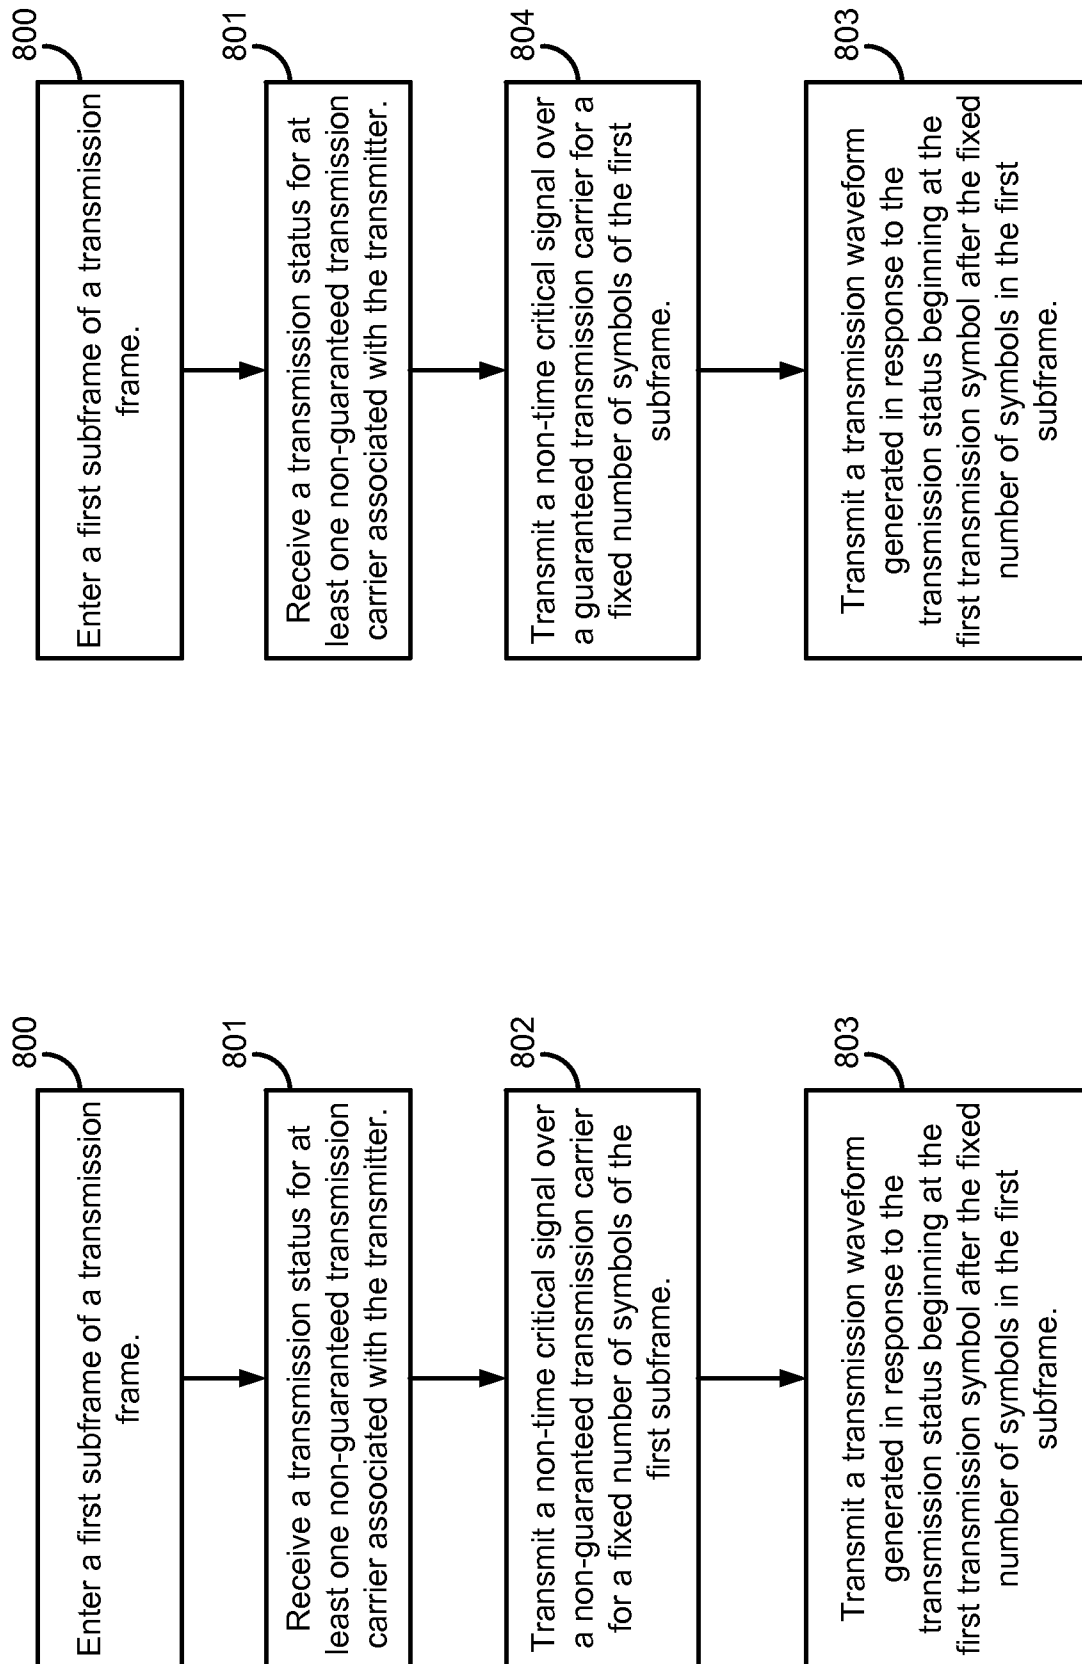 800
Enter a first subframe of a transmission
frame.
801
Receive a transmission status for at
least one non-guaranteed transmission
carrier associated with the transmitter.
802
Transmit a non-time critical signal over
a non-guaranteed transmission carrier
for a fixed number of symbols of the
first subframe.
803
Transmit a transmission waveform
generated in response to the
transmission status beginning at the
first transmission symbol after the fixed
number of symbols in the first
subframe.
800
Enter a first subframe of a transmission
frame.
801
Receive a transmission status for at
least one non-guaranteed transmission
carrier associated with the transmitter.
804
Transmit a non-time critical signal over
a guaranteed transmission carrier for a
fixed number of symbols of the first
subframe.
803
Transmit a transmission waveform
generated in response to the
transmission status beginning at the
first transmission symbol after the fixed
number of symbols in the first
subframe.